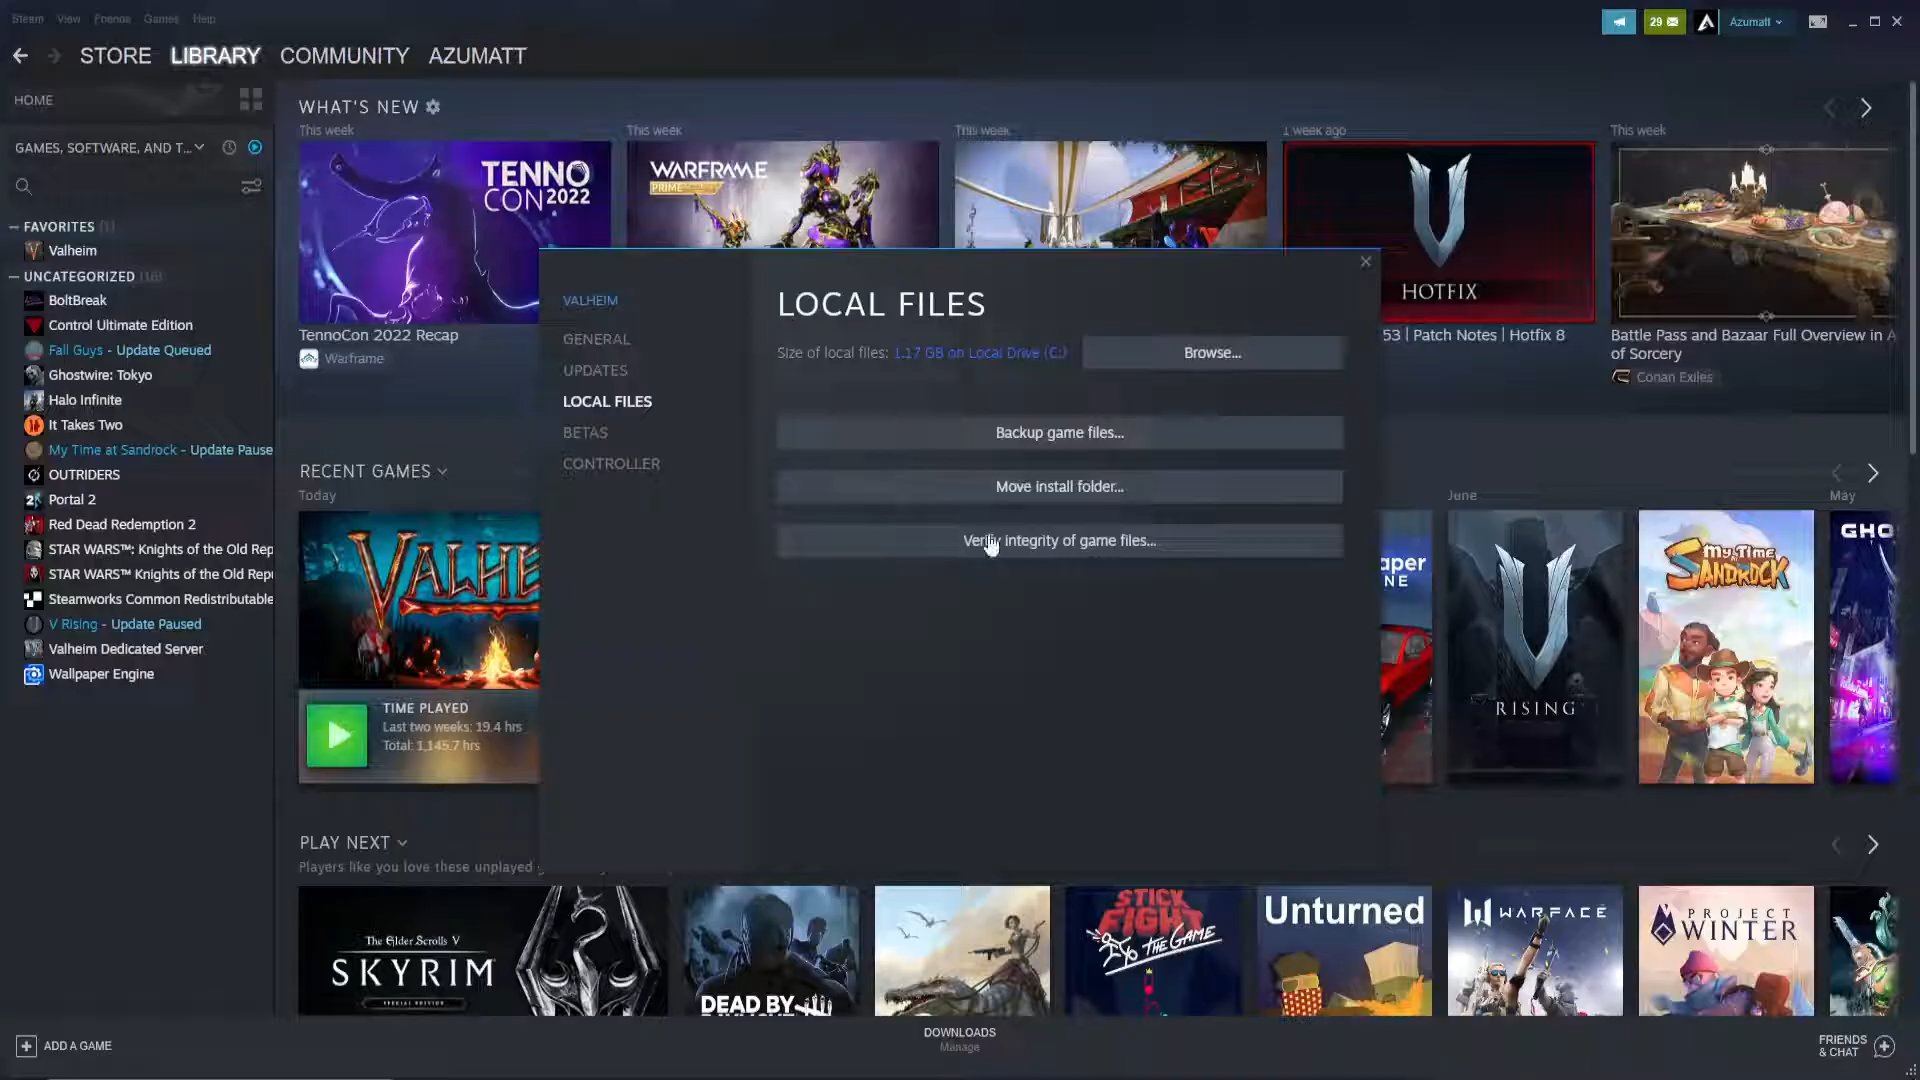 Steam View Friends Games Help
29
Azumatt
STORE LIBRARY COMMUNITY AZUMATT
HOME
GAMES, SOFTWARE, AND T...
FAVORITES (1)
Valheim
UNCATEGORIZED
BoltBreak
Control Ultimate Edition
Fall Guys - Update Queued
Ghostwire: Tokyo
Halo Infinite
It Takes Two
My Time at Sandrock - Update Pause
OUTRIDERS
Portal 2
Red Dead Redemption 2
STAR WARS™: Knights of the Old Rep
STAR WARS™ Knights of the Old Repu
Steamworks Common Redistributable
V Rising - Update Paused
Valheim Dedicated Server
Wallpaper Engine
ADD A GAME
WHAT'S NEW
This week
TENNO
CON 2022
TennoCon 2022 Recap
Warframe
This week
WARFRAME
PRIME
This week
1 week ago
HOTFIX
53 | Patch Notes | Hotfix 8
This week
Battle Pass and Bazaar Full Overview in A
of Sorcery
Conan Exiles
VALHEIM
GENERAL
UPDATES
LOCAL FILES
BETAS
CONTROLLER
LOCAL FILES
Size of local files: 1.17 GB on Local Drive (C:)
Browse...
Backup game files...
Move install folder...
Verify integrity of game files...
RECENT GAMES
Today
VALHE
TIME PLAYED
Last two weeks: 19.4 hrs
Total: 1,145.7 hrs
aper
NE
June
RISING
My Time
at
SANDROCK
May
GHO
PLAY NEXT
Players like you love these unplayed
The Elder Scrolls V
SKYRIM
SPECIAL EDITION
DEAD BY
STICK
FIGHT
THE GAME
Unturned
WARFACE
PROJECT
WINTER
DOWNLOADS
Manage
FRIENDS
& CHAT